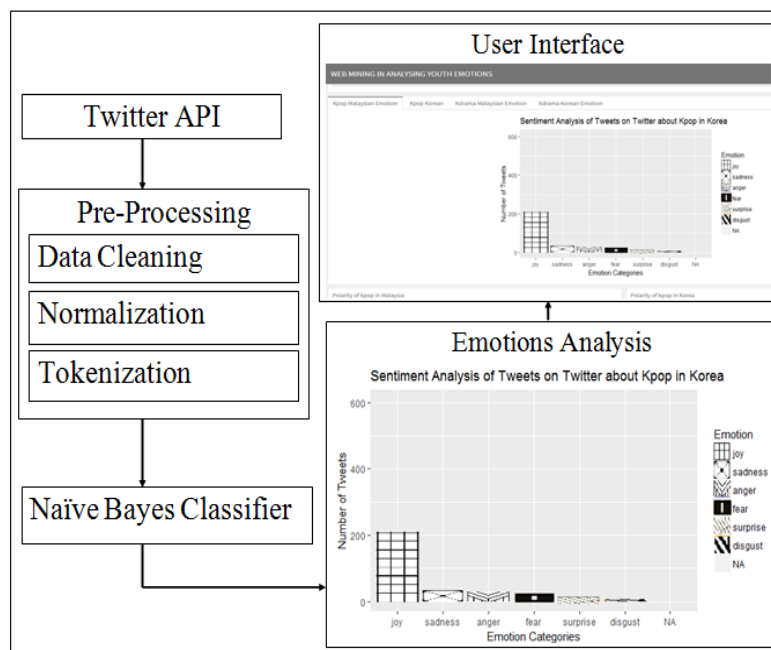 Twitter API
Pre-Processing
Data Cleaning
Normalization
Tokenization
Naïve Bayes Classifier
User Interface
WEB MINING IN ANALYSING YOUTH EMOTIONS
Kpop Malaysian Emotion Kpop Korean Kdrama Malaysian Emotion Kdrama Korean Emotion
Sentiment Analysis of Tweets on Twitter about Kpop in Korea
600
400
200
0
Number of Tweets
joy sadness anger fear surprise disgust NA
Emotion Categories
Emotion
joy
sadness
anger
fear
surprise
disgust
NA
Polarity of kpop in Malaysia Polarity of kpop in Korea
Emotions Analysis
Sentiment Analysis of Tweets on Twitter about Kpop in Korea
600
400
200
0
Number of Tweets
joy sadness anger fear surprise disgust NA
Emotion Categories
Emotion
joy
sadness
anger
fear
surprise
disgust
NA